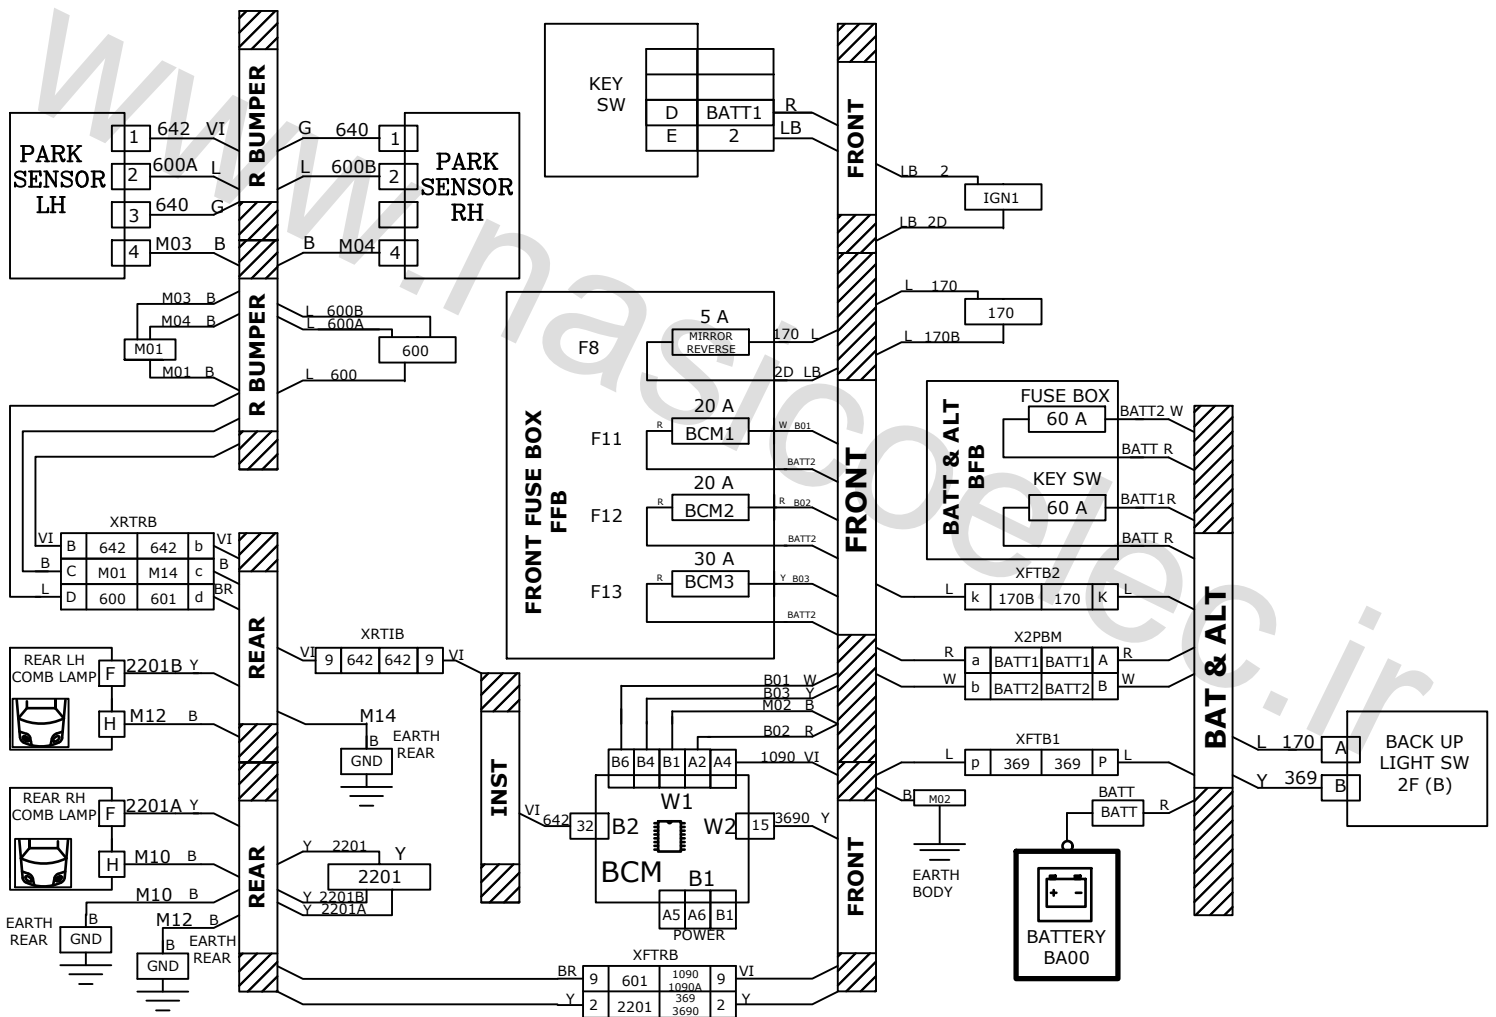 www.nasicoelec.ir
PARK
SENSOR
LH
1
2
3
4
642 VI
600A L
640 G
M03 B
R BUMPER
G 640
L 600B
B M04
1
2
4
PARK
SENSOR
RH
M03 B
M04 B
M01
M01 B
R BUMPER
L 600B
L 600A
600
L 600
KEY
SW
D BATT1 R
E 2 LB
FRONT
LB 2
IGN1
LB 2D
L 170
170
L 170B
FRONT FUSE BOX
FFB
5 A
F8
MIRROR
REVERSE
170 L
2D LB
20 A
F11
R BCM1 W B01
BATT2
20 A
F12
R BCM2 R B02
BATT2
30 A
F13
R BCM3 Y B03
BATT2
FRONT
BATT & ALT
BFB
FUSE BOX
60 A
BATT2 W
BATT R
KEY SW
60 A
BATT1R
BATT R
XFTB2
L k 170B 170 K L
X2PBM
R a BATT1 BATT1 A R
W b BATT2 BATT2 B W
XFTB1
L p 369 369 P L
BAT & ALT
L 170 A
Y 369 B
BACK UP
LIGHT SW
2F (B)
BATT
BATT R
BATTERY
BA00
B M02
EARTH
BODY
XRTRB
VI B 642 642 b VI
B C M01 M14 c B
L D 600 601 d BR
REAR
XRTIB
VI 9 642 642 9 VI
REAR LH
COMB LAMP
F 2201B Y
H M12 B
M14
B
GND
EARTH
REAR
REAR RH
COMB LAMP
F 2201A Y
H M10 B
M10 B
EARTH
REAR
B
GND
M12 B
B
GND
EARTH
REAR
REAR
Y 2201 Y
2201
Y 2201B
Y 2201A
INST
VI 642 32 B2
B01 W
B03 Y
M02 B
B02 R
B6 B4 B1 A2 A4 1090 VI
W1
W2 15 3690 Y
BCM
B1
A5 A6 B1
POWER
FRONT
XFTRB
BR 9 601 1090 9 VI
1090A
Y 2 2201 369 2 Y
3690